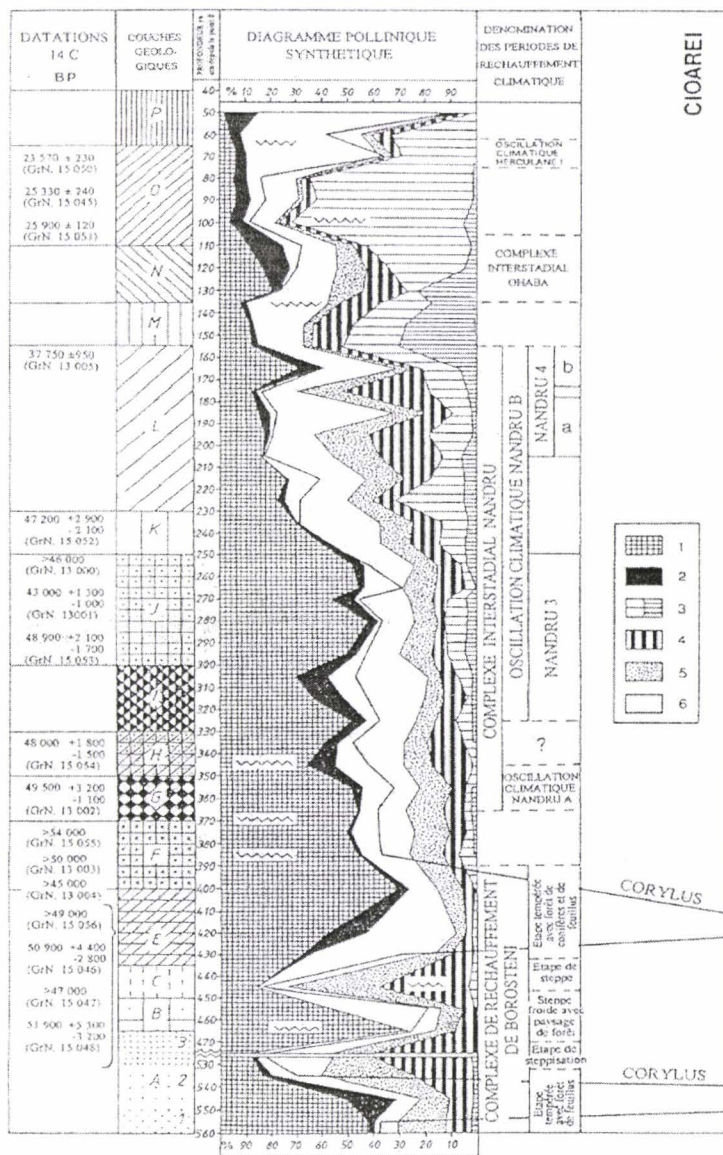 DATATIONS
14 C
BP
COUCHES
GEOLO-
GIQUES
DIAGRAMME POLLINIQUE
SYNTHETIQUE
DENOMINATION
DES PERIODES DE
RECHAUFFEMENT
CLIMATIQUE
CIOAREI
% 10 20 30 40 50 60 70 80 90
40
50
60
70
80
90
100
110
120
130
140
150
160
170
180
190
200
210
220
230
240
250
260
270
280
290
300
310
320
330
340
350
360
370
380
390
400
410
420
430
440
450
460
470
530
540
550
560
23 570 ± 230
(GrN. 15 050)
25 330 ± 240
(GrN. 15 045)
25 900 ± 120
(GrN. 15 051)
37 750 ±950
(GrN. 13 005)
47 200 +2 900
-2 100
(GrN. 15 052)
>46 000
(GrN. 13 000)
43 000 +1 300
-1 000
(GrN. 13001)
48 900 +2 100
-1 700
(GrN. 15 053)
48 000 +1 800
-1 500
(GrN. 15 054)
49 500 +3 200
-1 100
(GrN. 13 002)
>54 000
(GrN. 15 055)
>50 000
(GrN. 13 003)
>45 000
(GrN. 13 004)
>49 000
(GrN. 15 056)
50 900 +4 400
-2 800
(GrN. 15 046)
>47 000
(GrN. 15 047)
51 900 +5 300
-3 200
(GrN. 15 048)
P
O
N
M
L
K
J
H
G
F
E
C
B
3
A 2
1
OSCILLATION
CLIMATIQUE
HERCULANE I
COMPLEXE
INTERSTADIAL
OHABA
COMPLEXE INTERSTADIAL NANDRU
OSCILLATION CLIMATIQUE NANDRU B
NANDRU 4
b
a
NANDRU 3
?
OSCILLATION
CLIMATIQUE
NANDRU A
COMPLEXE DE RECHAUFFEMENT
DE BOROSTENI
Etape tempérée
avec forêt de
conifères et de
feuillus
Etape de
steppe
Steppe
froide avec
paysage
de forêt
Etape de
steppisation
Etape
tempérée
avec forêt
de feuillus
CORYLUS
CORYLUS
1
2
3
4
5
6
% 10 20 30 40 50 60 70 80 90